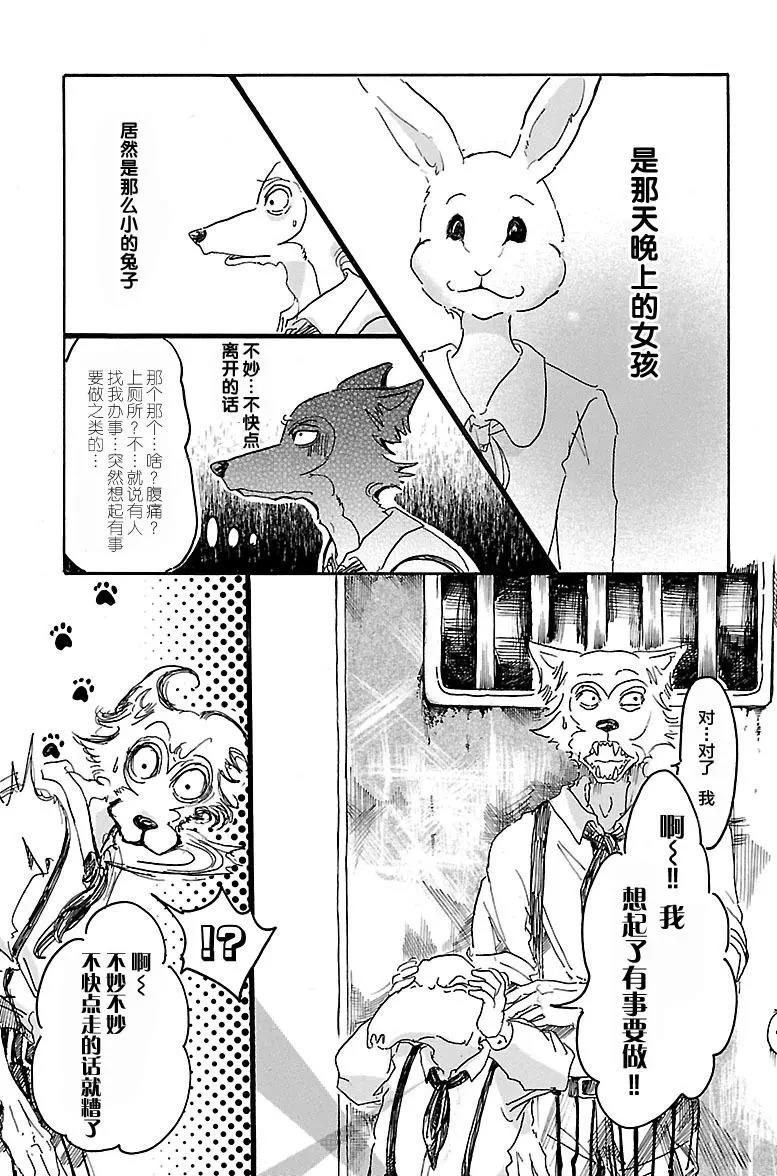 是那天晚上的女孩
居然是那么小的兔子
不妙…不快点
离开的话
那个那个…啥？腹痛？
上厕所？不…就说有人
找我办事…突然想起有事
要做之类的…
对…对了 我
啊～!! 我
想起了有事要做!!
!?
啊～
不妙不妙
不快点走的话就糟了